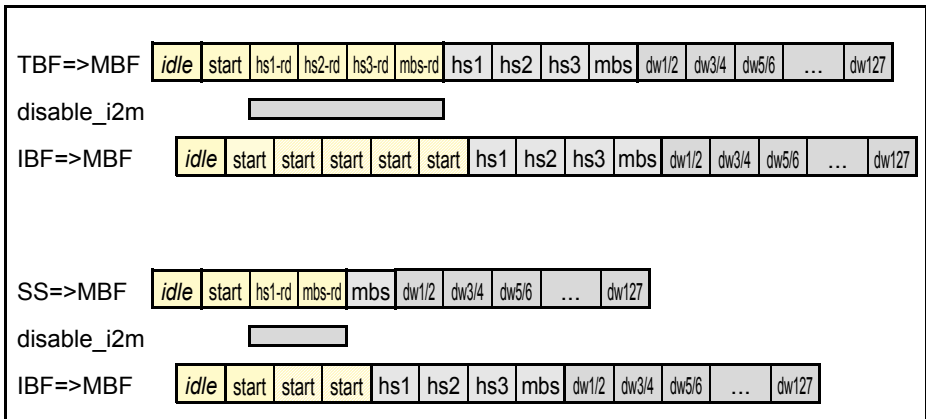 TBF=>MBF idle start hs1-rd hs2-rd hs3-rd mbs-rd hs1 hs2 hs3 mbs dw1/2 dw3/4 dw5/6 … dw127
disable_i2m
IBF=>MBF idle start start start start start hs1 hs2 hs3 mbs dw1/2 dw3/4 dw5/6 … dw127
SS=>MBF idle start hs1-rd mbs-rd mbs dw1/2 dw3/4 dw5/6 … dw127
disable_i2m
IBF=>MBF idle start start start hs1 hs2 hs3 mbs dw1/2 dw3/4 dw5/6 … dw127